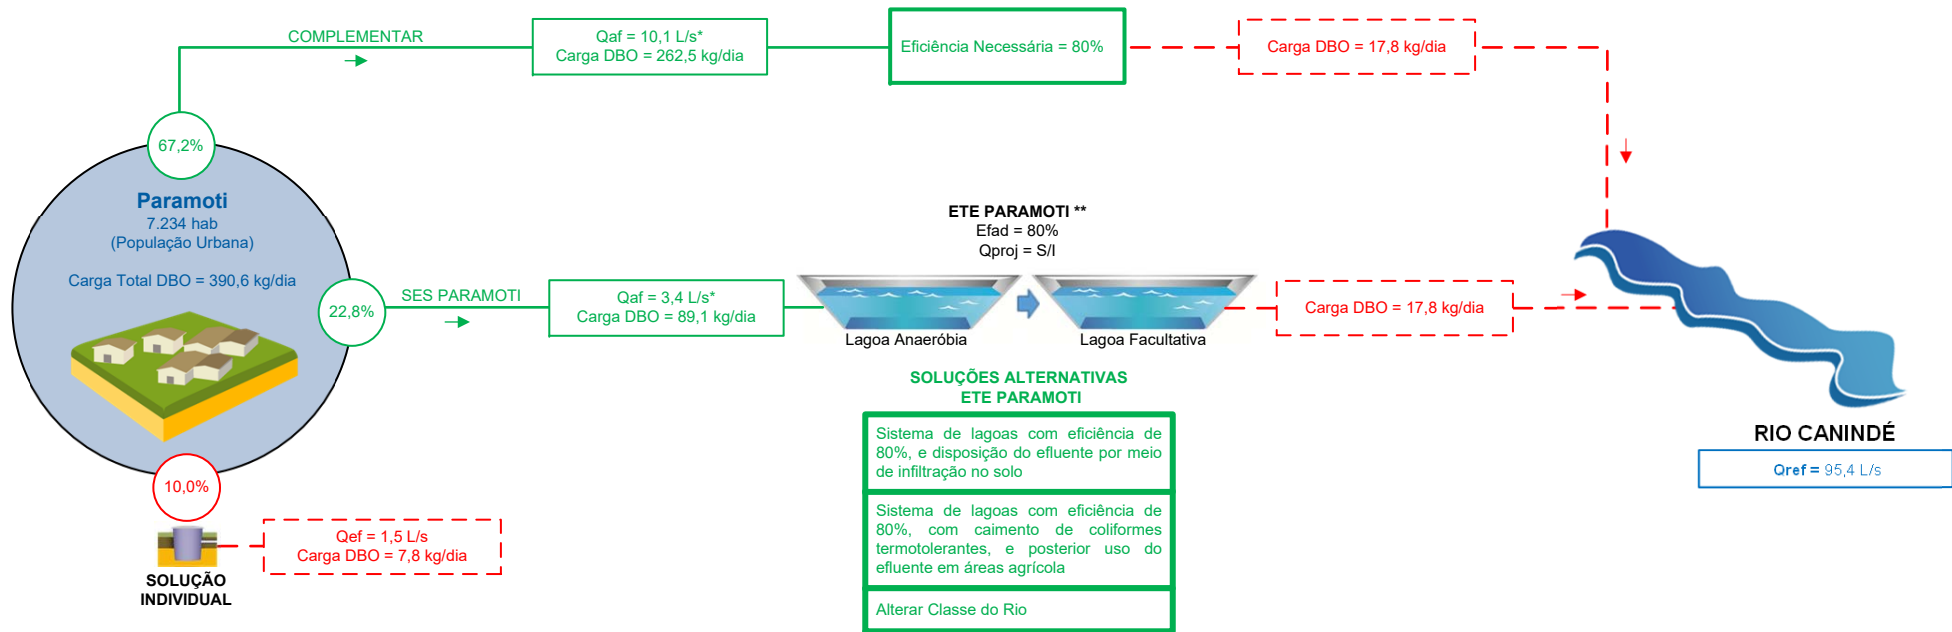 COMPLEMENTAR
Qaf = 10,1 L/s*
Carga DBO = 262,5 kg/dia
Eficiência Necessária = 80%
Carga DBO = 17,8 kg/dia
67,2%
Paramoti
7.234 hab
(População Urbana)
Carga Total DBO = 390,6 kg/dia
22,8%
SES PARAMOTI
Qaf = 3,4 L/s*
Carga DBO = 89,1 kg/dia
ETE PARAMOTI **
Efad = 80%
Qproj = S/I
Lagoa Anaeróbia
Lagoa Facultativa
Carga DBO = 17,8 kg/dia
RIO CANINDÉ
Qref = 95,4 L/s
10,0%
SOLUÇÃO
INDIVIDUAL
Qef = 1,5 L/s
Carga DBO = 7,8 kg/dia
SOLUÇÕES ALTERNATIVAS
ETE PARAMOTI
Sistema de lagoas com eficiência de
80%, e disposição do efluente por meio
de infiltração no solo
Sistema de lagoas com eficiência de
80%, com caimento de coliformes
termotolerantes, e posterior uso do
efluente em áreas agrícola
Alterar Classe do Rio